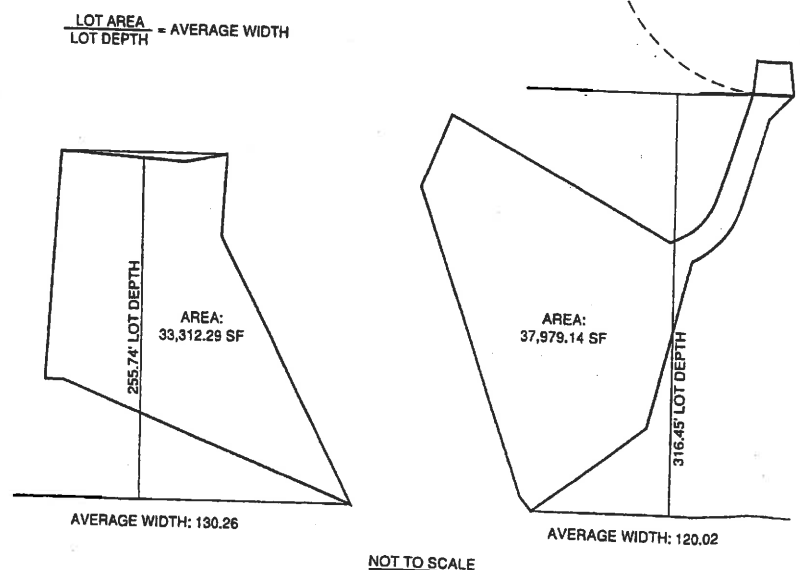 LOT AREA
LOT DEPTH = AVERAGE WIDTH
255.74' LOT DEPTH
AREA:
33,312.29 SF
AVERAGE WIDTH: 130.26
AREA:
37,979.14 SF
316.45' LOT DEPTH
AVERAGE WIDTH: 120.02
NOT TO SCALE